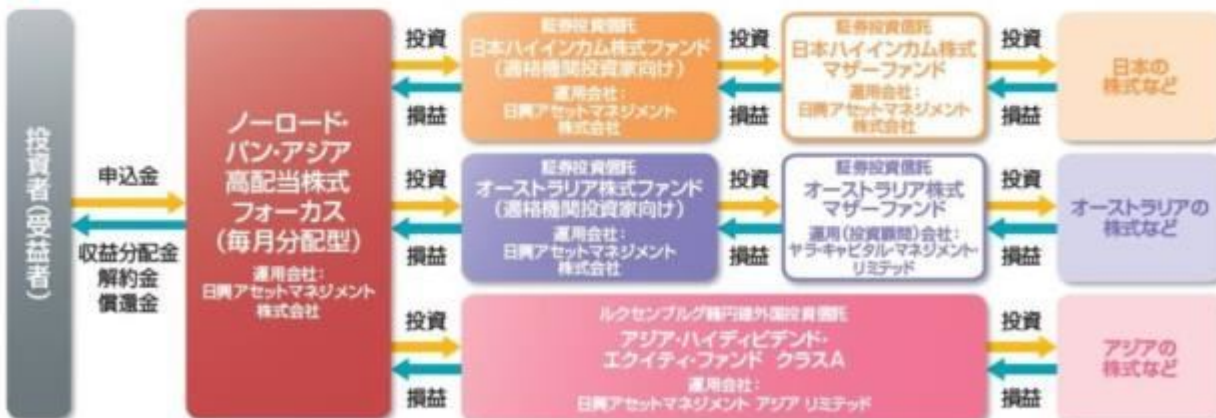 投資者(受益者)
申込金
収益分配金
解約金
償還金
ノーロード・
パン・アジア
高配当株式
フォーカス
(毎月分配型)
運用会社:
日興アセットマネジメント
株式会社
投資
損益
証券投資信託
日本ハイインカム株式ファンド
(適格機関投資家向け)
運用会社:
日興アセットマネジメント
株式会社
投資
損益
証券投資信託
日本ハイインカム株式
マザーファンド
運用会社:
日興アセットマネジメント
株式会社
投資
損益
日本の
株式など
投資
損益
証券投資信託
オーストラリア株式ファンド
(適格機関投資家向け)
運用会社:
日興アセットマネジメント
株式会社
投資
損益
証券投資信託
オーストラリア株式
マザーファンド
運用(投資顧問)会社:
ヤラ・キャピタル・マネジメント・
リミテッド
投資
損益
オーストラリアの
株式など
投資
損益
ルクセンブルグ籍円建外国投資信託
アジア・ハイディビデンド・
エクイティ・ファンド クラスA
運用会社:
日興アセットマネジメント アジア リミテッド
投資
損益
アジアの
株式など